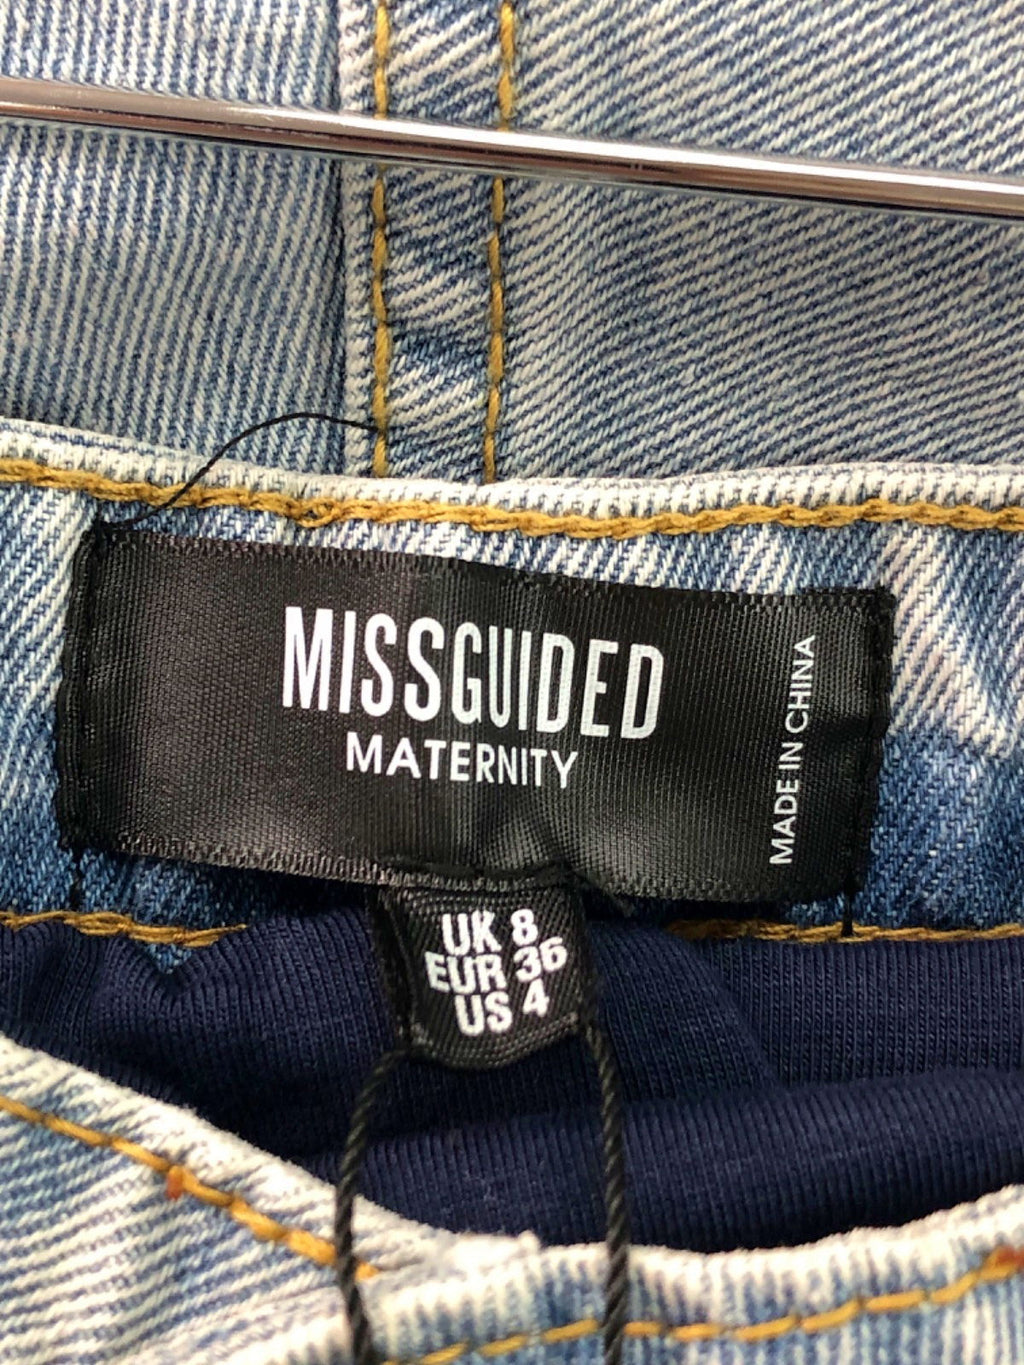 MISSGUIDED
MATERNITY
MADE IN CHINA
UK 8
EUR 36
US 4